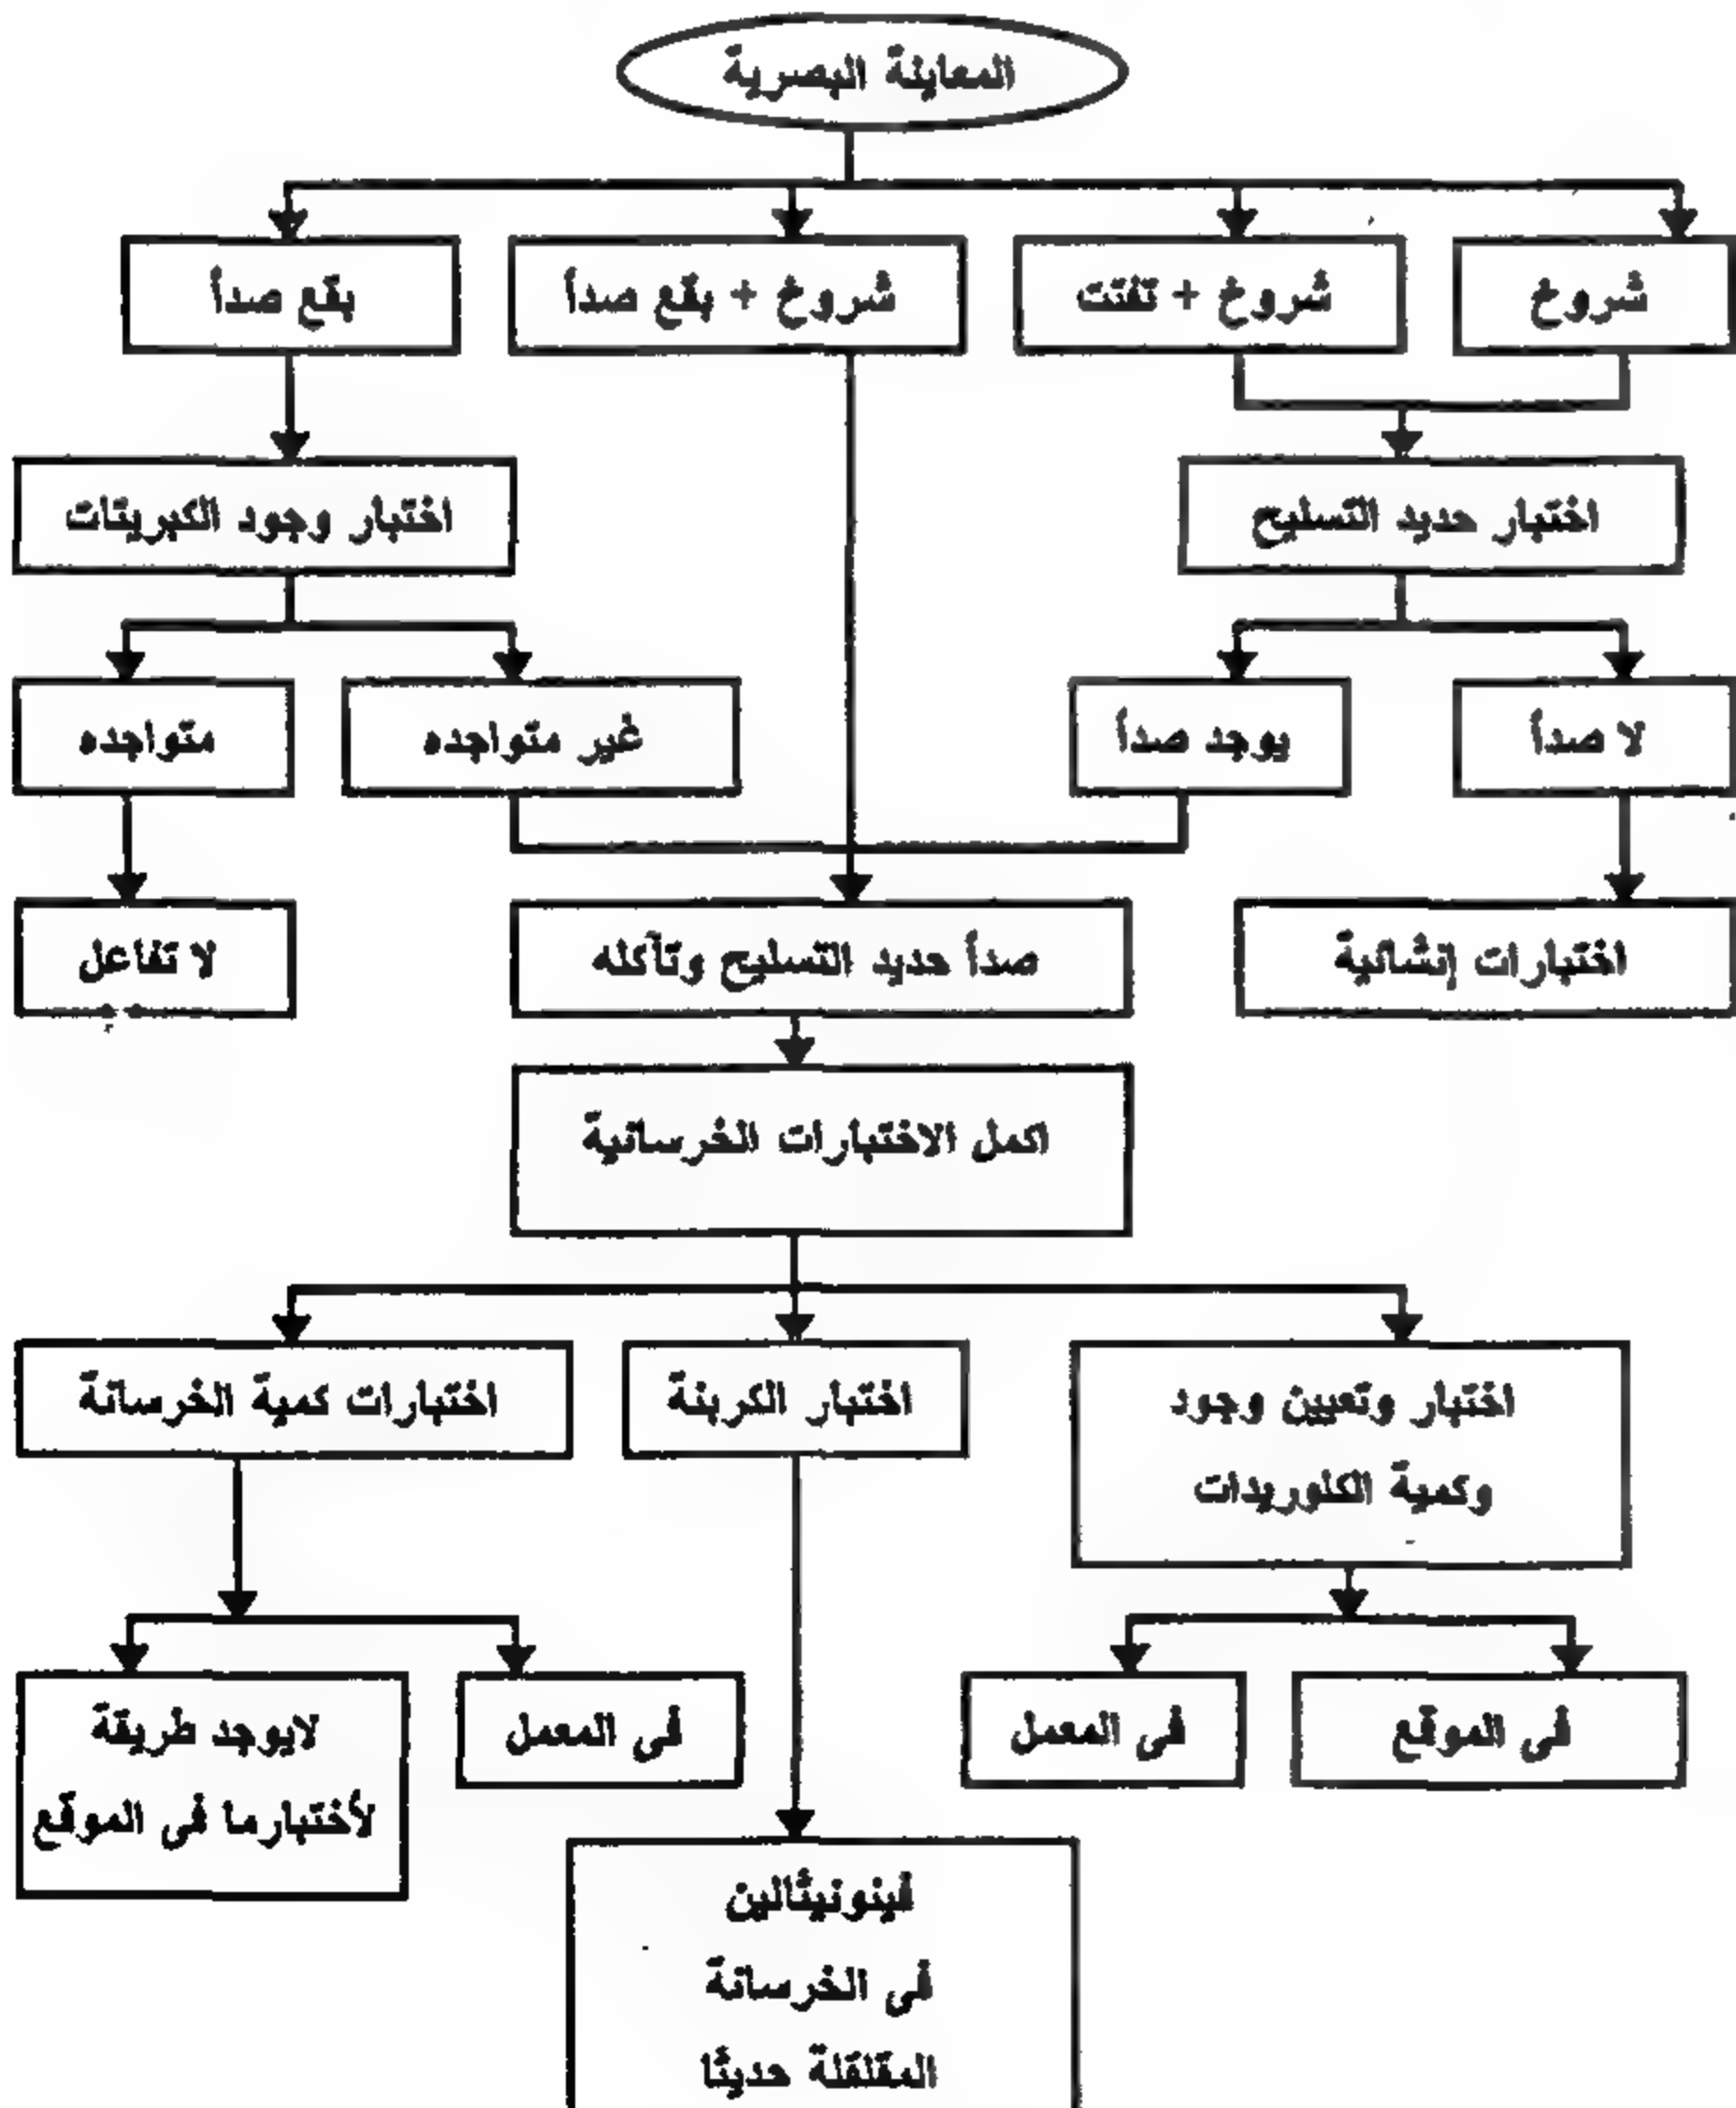 المعاينة البصرية
شروخ
شروخ + تفتت
شروخ + بقع صدأ
بقع صدأ
اختبار حديد التسليح
اختبار وجود الكبريتات
لا صدأ
يوجد صدأ
غير متواجده
متواجده
اختبارات إنشائية
صدأ حديد التسليح وتآكله
لا تفاعل
اكمل الاختبارات الخرسانية
اختبار وتعيين وجود
وكمية الكلوريدات
اختبار الكربنة
اختبارات كمية الخرسانة
فى الموقع
فى المعمل
فى المعمل
لايوجد طريقة
لأختبارما فى الموقع
فينونيثالين
فى الخرسانة
المقلقلة حديثا